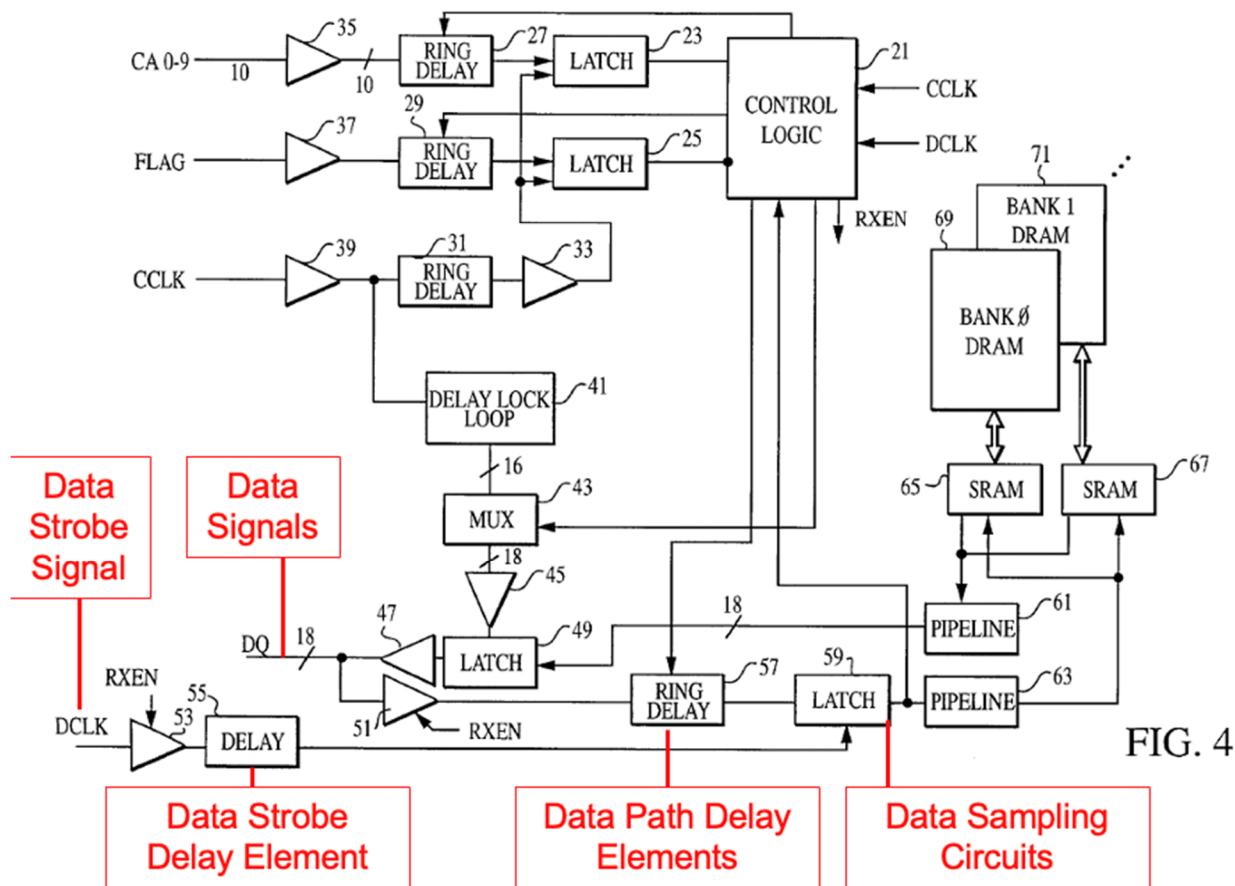 35
CA 0-9
10
10
RING
DELAY
27
LATCH
23
21
CONTROL
LOGIC
CCLK
DCLK
37
FLAG
29
RING
DELAY
LATCH
25
RXEN
71
BANK 1
DRAM
69
BANK Ø
DRAM
39
CCLK
31
RING
DELAY
33
DELAY LOCK
LOOP
41
16
MUX
43
18
45
65
SRAM
SRAM
67
Data
Strobe
Signal
Data
Signals
DQ
18
47
LATCH
49
18
PIPELINE
61
51
RXEN
RING
DELAY
57
59
LATCH
PIPELINE
63
RXEN
DCLK
53
55
DELAY
FIG. 4
Data Strobe
Delay Element
Data Path Delay
Elements
Data Sampling
Circuits